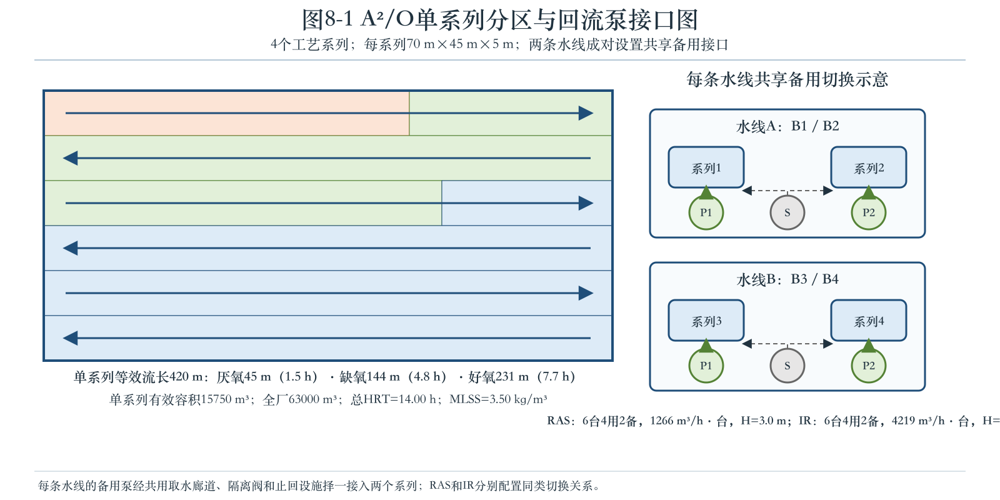 图8-1 A²/O单系列分区与回流泵接口图
4个工艺系列；每系列70 m×45 m×5 m；两条水线成对设置共享备用接口
每条水线共享备用切换示意
水线A：B1 / B2
系列1
系列2
P1
S
P2
水线B：B3 / B4
系列3
系列4
P1
S
P2
单系列等效流长420 m：厌氧45 m（1.5 h）·缺氧144 m（4.8 h）·好氧231 m（7.7 h）
单系列有效容积15750 m³；全厂63000 m³；总HRT=14.00 h；MLSS=3.50 kg/m³
RAS：6台4用2备，1266 m³/h·台，H=3.0 m；IR：6台4用2备，4219 m³/h·台，H=
每条水线的备用泵经共用取水廊道、隔离阀和止回设施择一接入两个系列；RAS和IR分别配置同类切换关系。